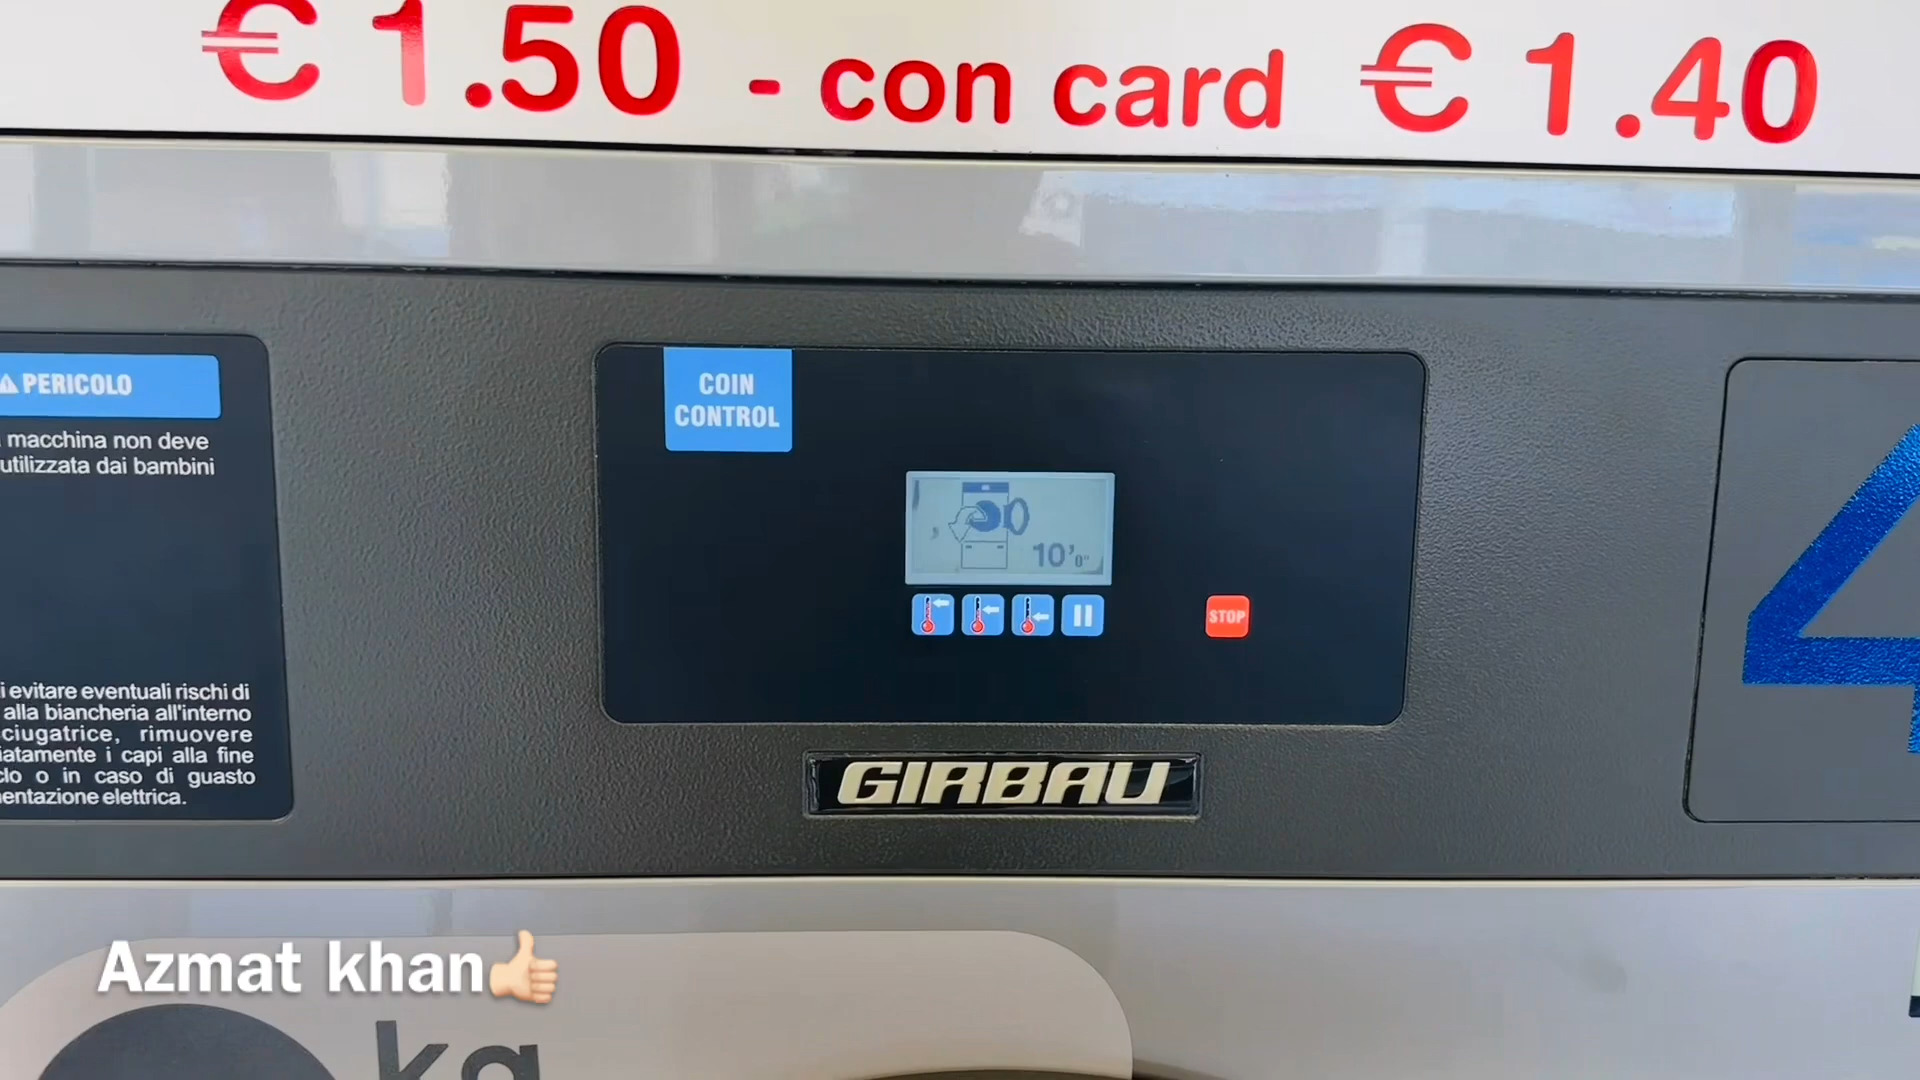 € 1.50 - con card € 1.40
PERICOLO
macchina non deve
utilizzata dai bambini
COIN
CONTROL
10'0"
STOP
i evitare eventuali rischi di
alla biancheria all'interno
ciugatrice, rimuovere
iatamente i capi alla fine
clo o in caso di guasto
entazione elettrica.
GIRBAU
4
Azmat khan👍🏻
kg